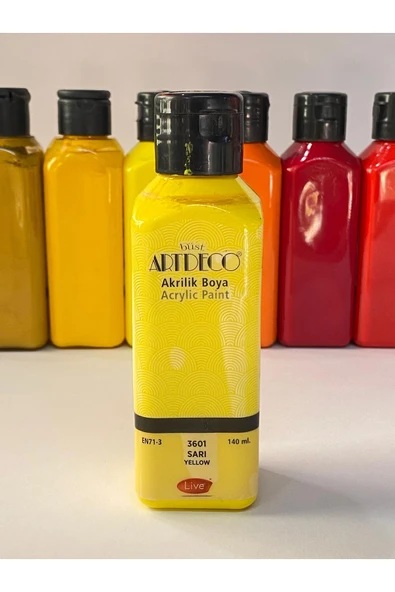 büst
ARTDECO
Akrilik Boya
Acrylic Paint
EN71-3
3601
140 ml.
SARI
YELLOW
Live